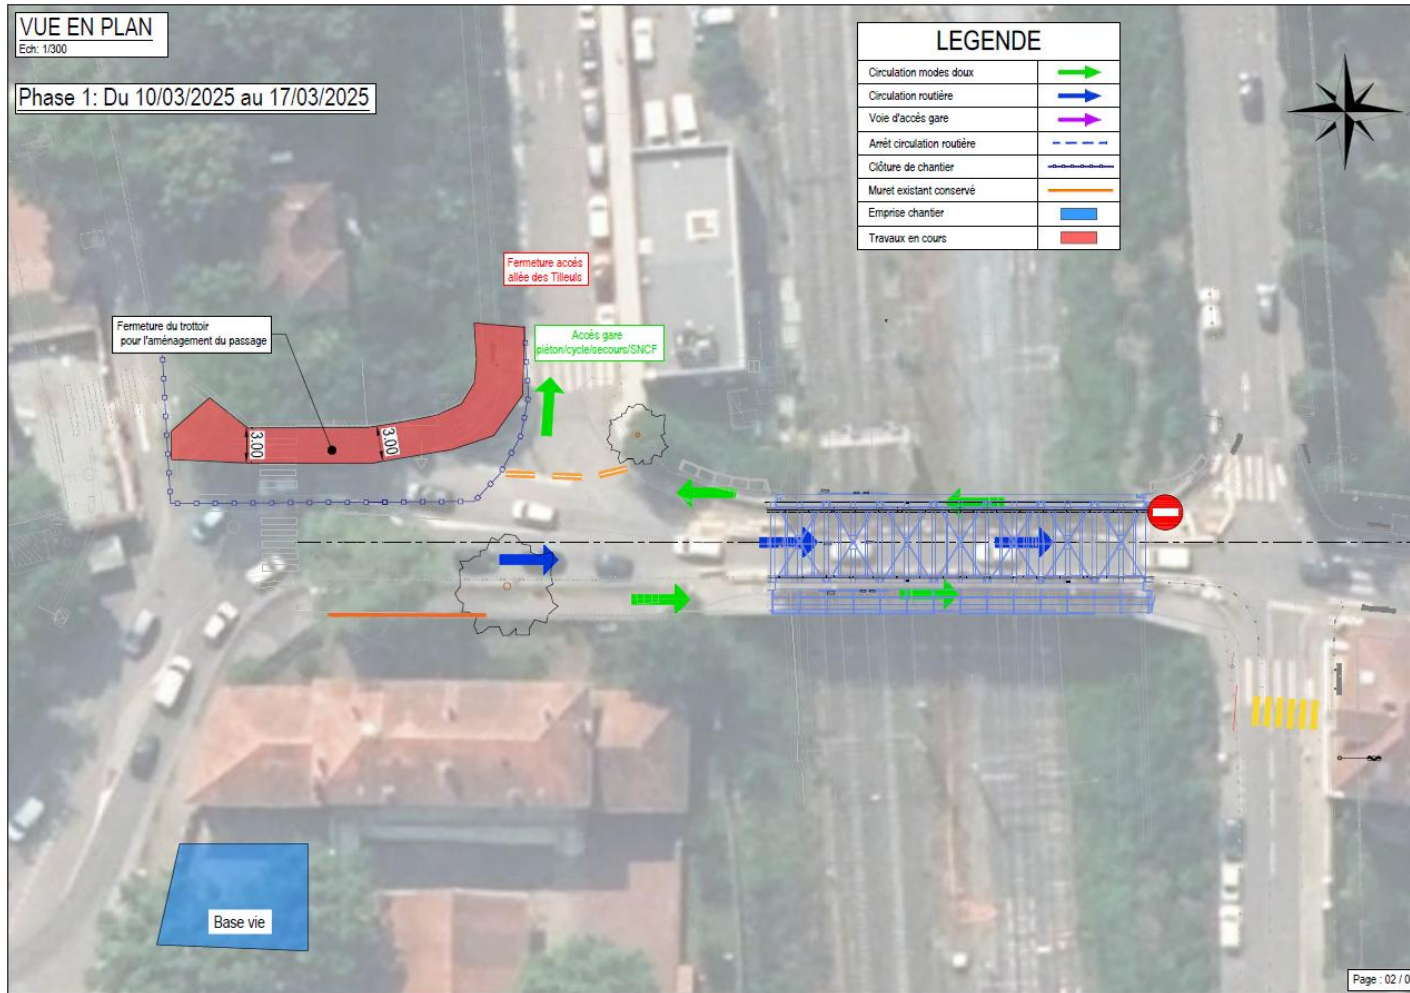 VUE EN PLAN
Ech: 1/300
Phase 1: Du 10/03/2025 au 17/03/2025
LEGENDE
Circulation modes doux
Circulation routière
Voie d'accès gare
Arrêt circulation routière
Clôture de chantier
Muret existant conservé
Emprise chantier
Travaux en cours
Fermeture accés
allée des Tilleuls
Fermeture du trottoir
pour l'aménagement du passage
Accès gare
piéton/cycle/secours/SNCF
3.00
3.00
Base vie
Page : 02 / 0